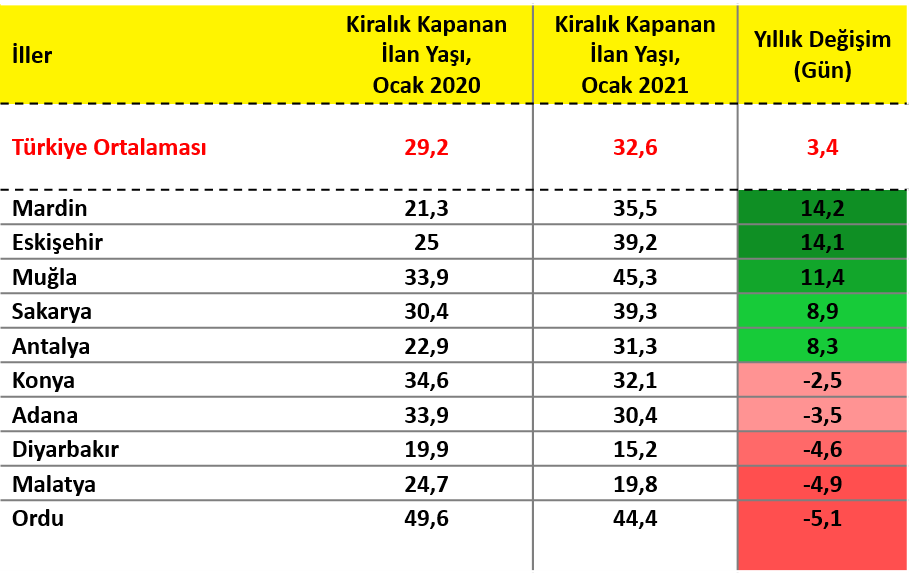 İller Kiralık Kapanan İlan Yaşı, Ocak 2020 Kiralık Kapanan İlan Yaşı, Ocak 2021 Yıllık Değişim (Gün)
Türkiye Ortalaması 29,2 32,6 3,4
Mardin 21,3 35,5 14,2
Eskişehir 25 39,2 14,1
Muğla 33,9 45,3 11,4
Sakarya 30,4 39,3 8,9
Antalya 22,9 31,3 8,3
Konya 34,6 32,1 -2,5
Adana 33,9 30,4 -3,5
Diyarbakır 19,9 15,2 -4,6
Malatya 24,7 19,8 -4,9
Ordu 49,6 44,4 -5,1